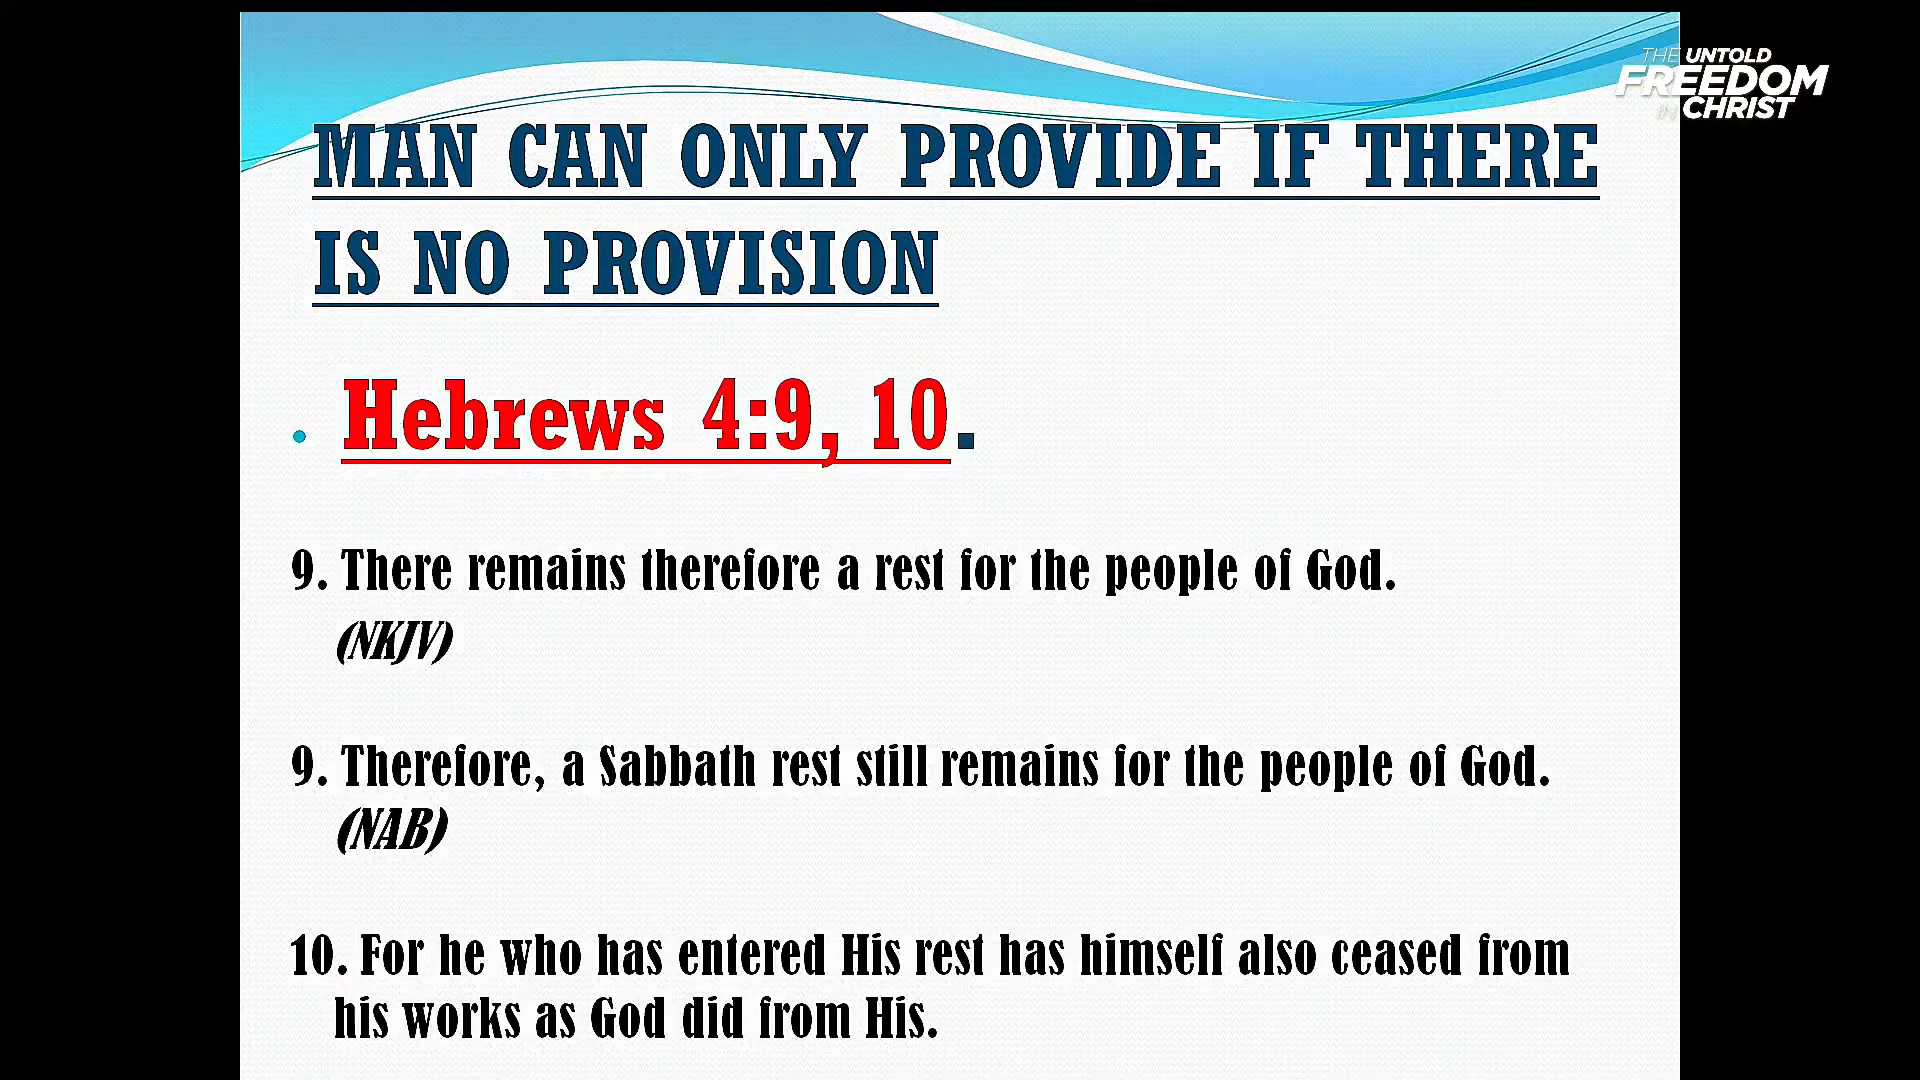 THE UNTOLD
FREEDOM
IN CHRIST
MAN CAN ONLY PROVIDE IF THERE
IS NO PROVISION
• Hebrews 4:9, 10.
9. There remains therefore a rest for the people of God.
(NKJV)
9. Therefore, a Sabbath rest still remains for the people of God.
(NAB)
10. For he who has entered His rest has himself also ceased from
his works as God did from His.